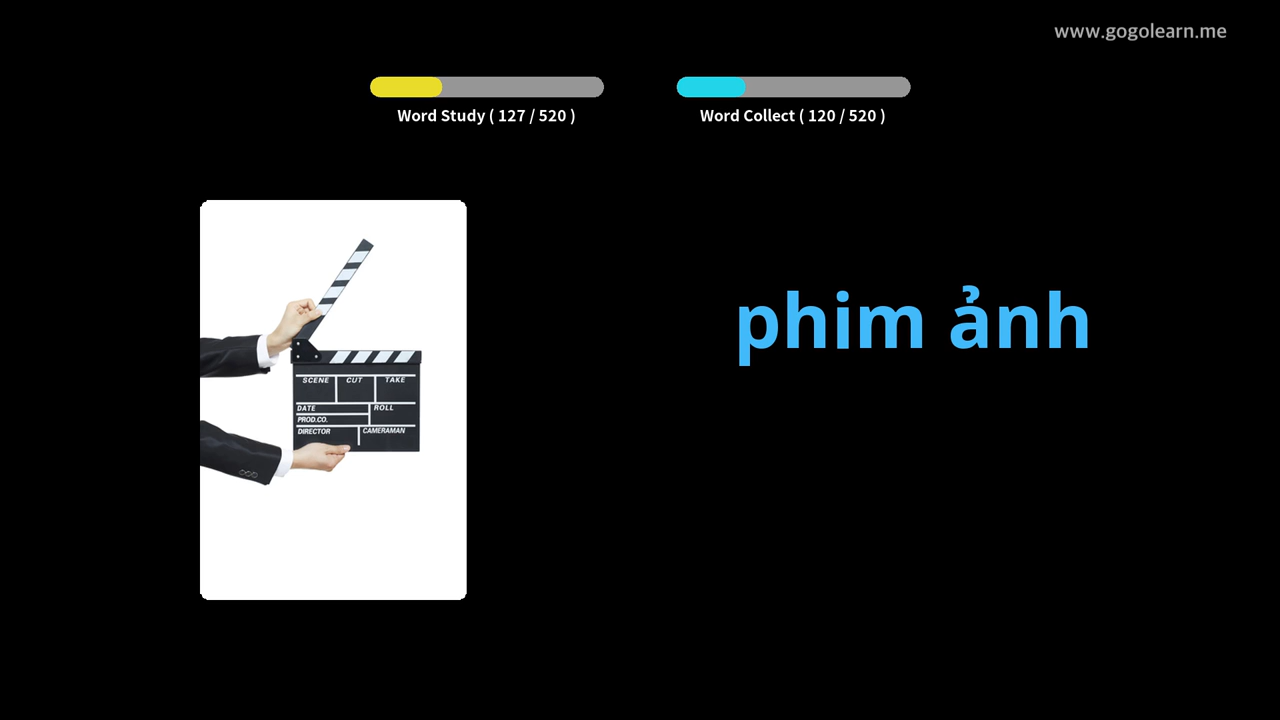 www.gogolearn.me
Word Study ( 127 / 520 )
Word Collect ( 120 / 520 )
phim ảnh
SCENE CUT TAKE
DATE ROLL
PROD.CO.
DIRECTOR CAMERAMAN